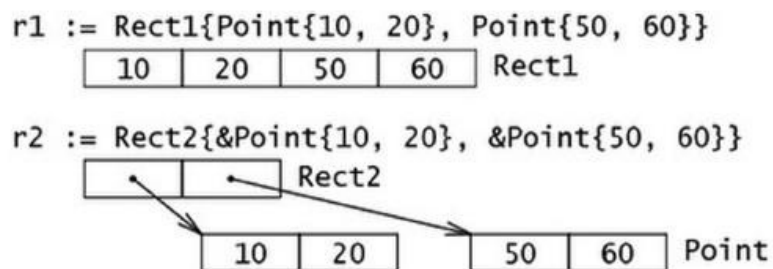 r1 := Rect1{Point{10, 20}, Point{50, 60}}
10 20 50 60 Rect1
r2 := Rect2{&Point{10, 20}, &Point{50, 60}}
Rect2
10 20 50 60 Point